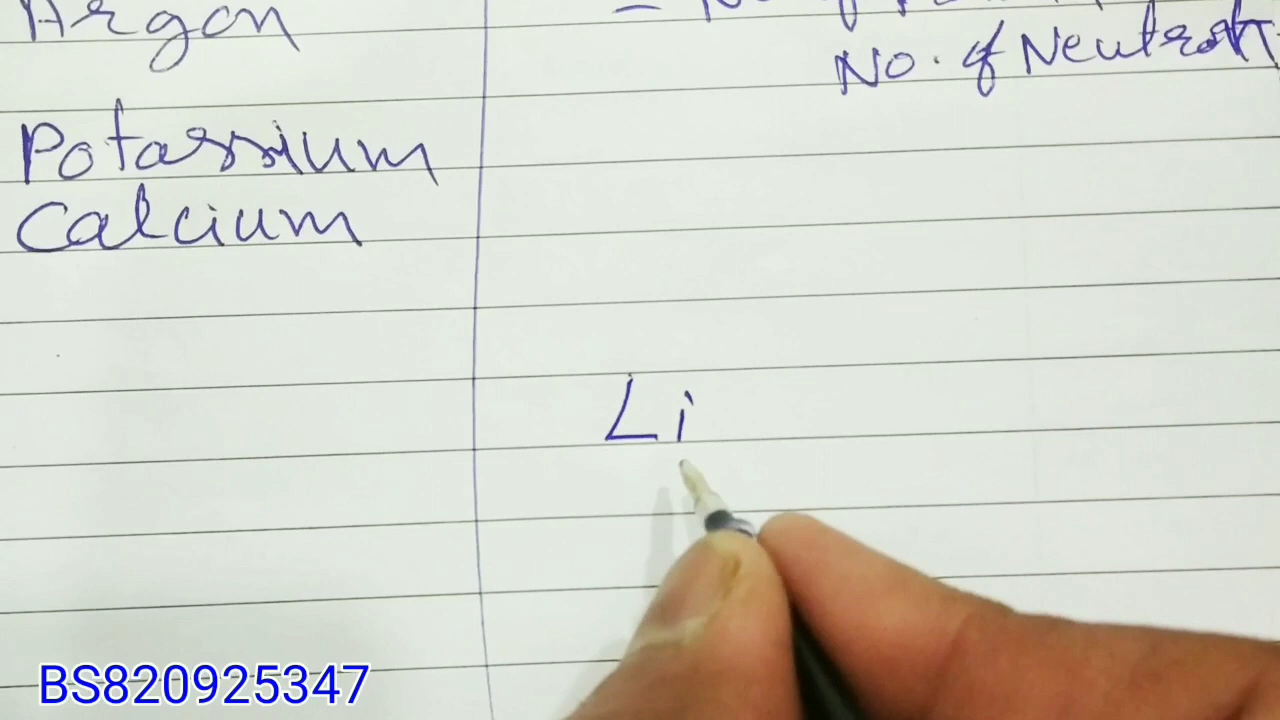 Argon
No. of Neutron
Potassium
Calcium
Li
BS820925347